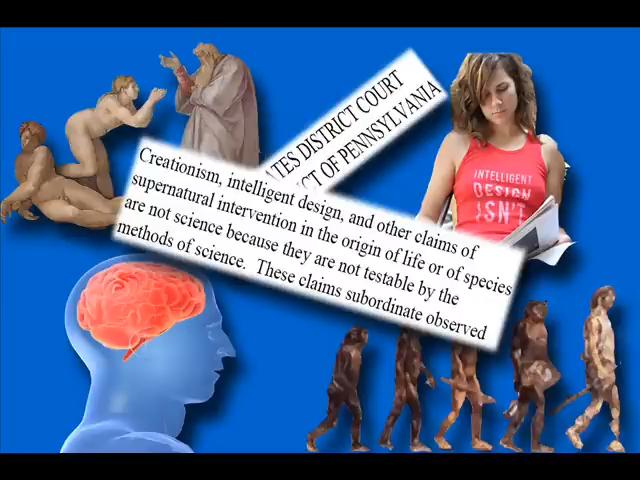 TES DISTRICT COURT
CT OF PENNSYLVANIA
INTELLIGENT
DESIGN
ISN'T
Creationism, intelligent design, and other claims of
supernatural intervention in the origin of life or of species
are not science because they are not testable by the
methods of science. These claims subordinate observed